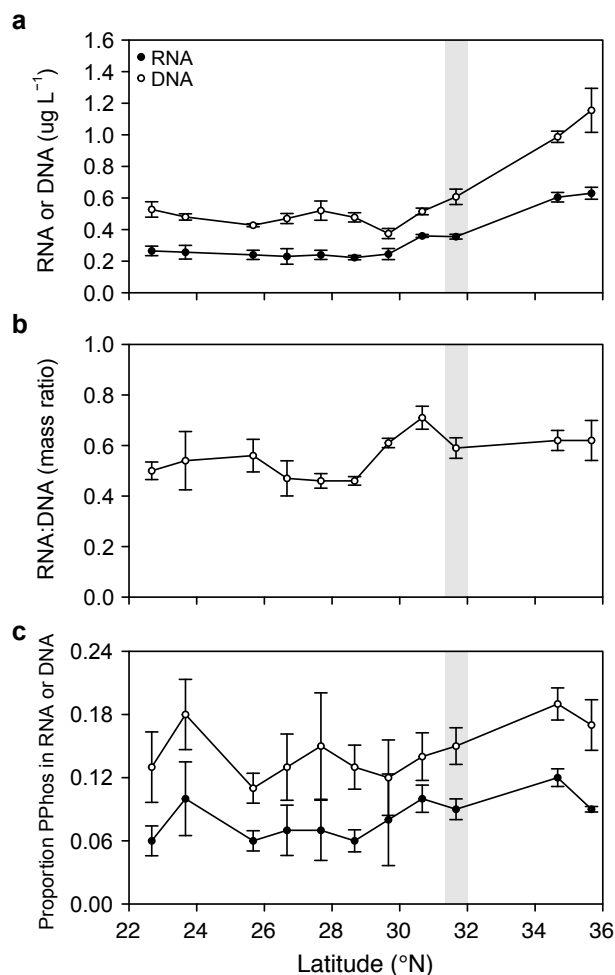 a
1.6
1.4
1.2
1.0
0.8
0.6
0.4
0.2
0.0
RNA or DNA (ug L⁻¹)
RNA
DNA
b
1.0
0.8
0.6
0.4
0.2
0.0
RNA:DNA (mass ratio)
c
0.24
0.18
0.12
0.06
0.00
Proportion PPhos in RNA or DNA
22 24 26 28 30 32 34 36
Latitude (°N)